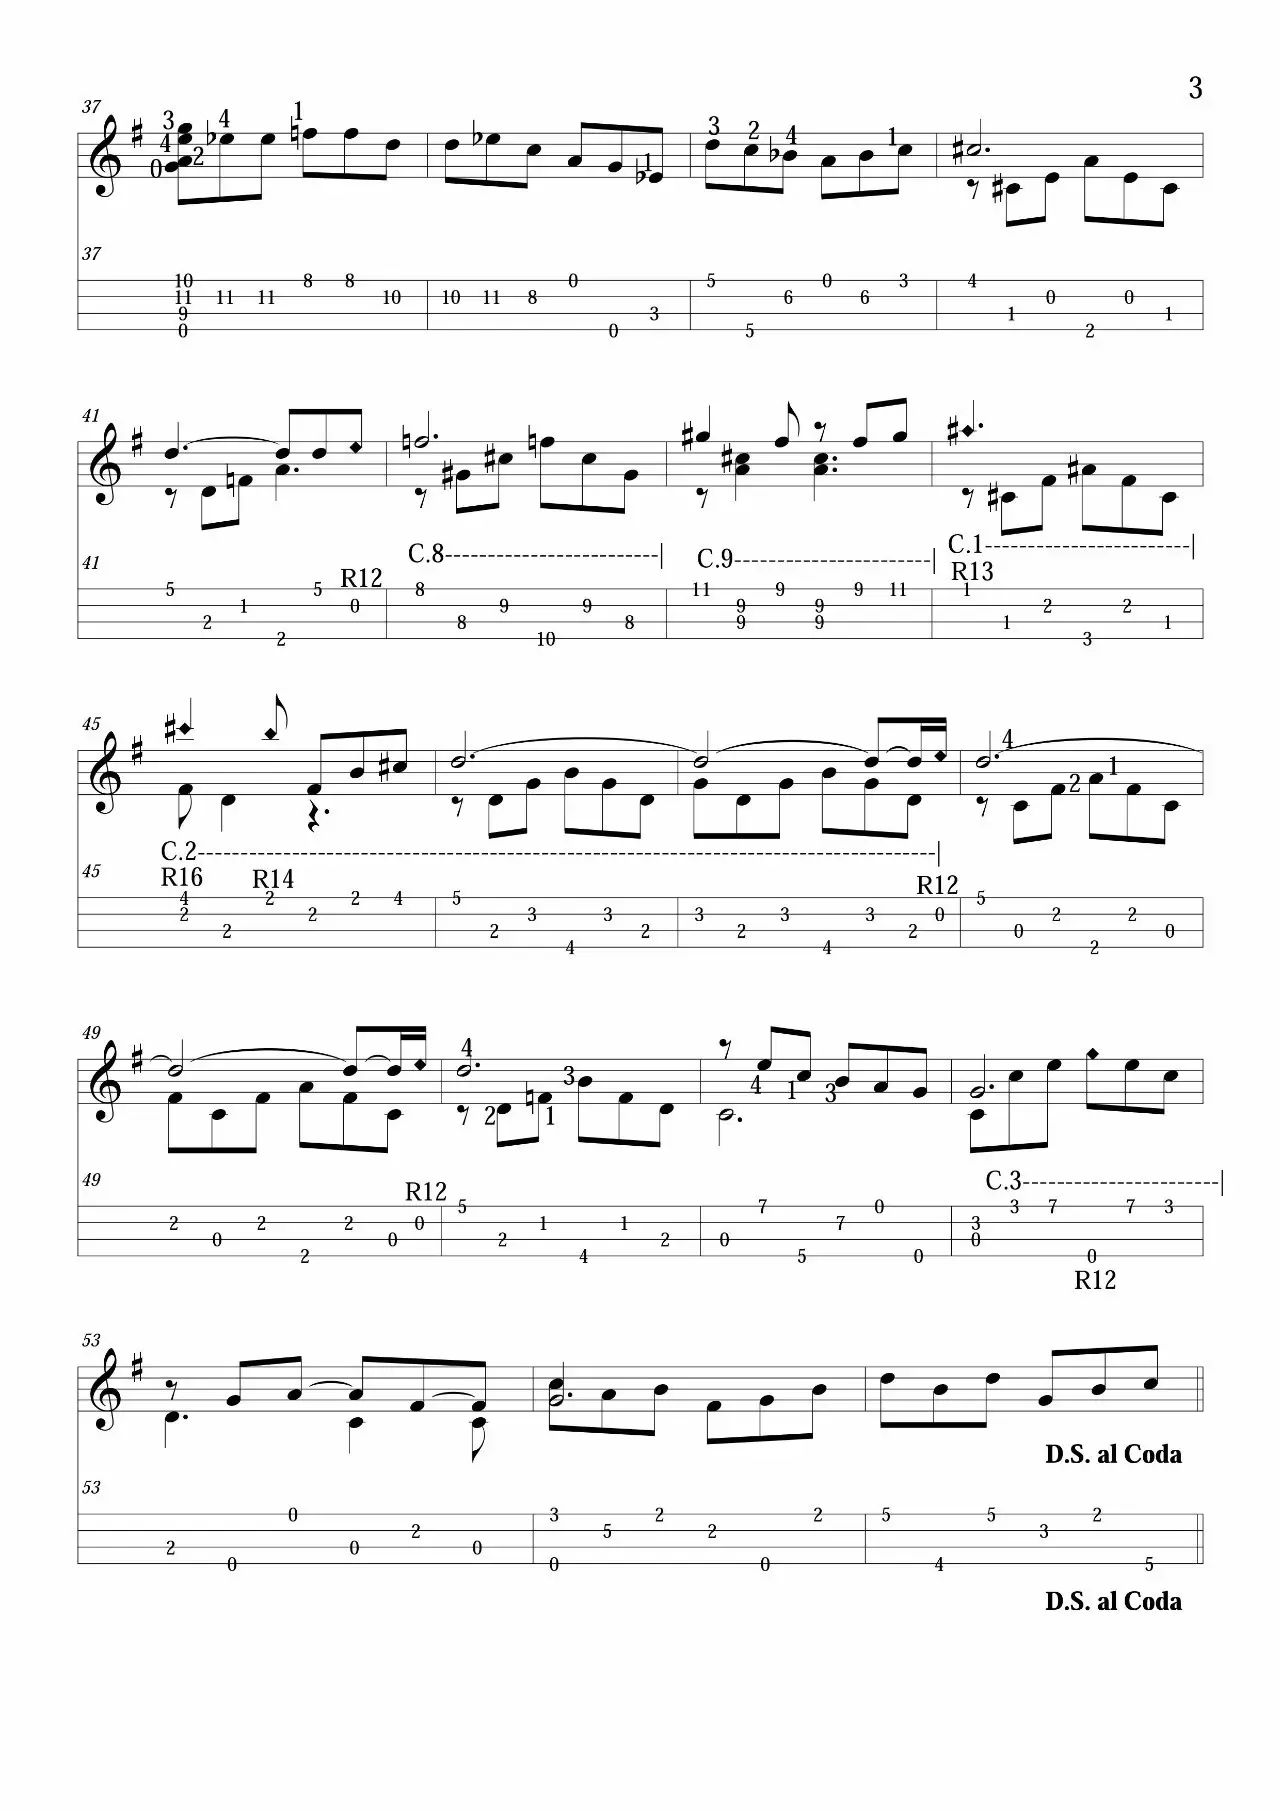 3
37
3 4 1
4
0 2 1 3 2 4 1
37
10 8 8 0 5 0 3 4
11 11 11 10 10 11 8 6 6 0 0
9 3 1 1
0 0 5 2
41
C.8--------------------------| C.9------------------------| C.1-------------------------|
41
R12 R13
5 5 8 11 9 9 11 1
1 0 9 9 9 9 2 2
2 8 8 9 9 1 1
2 10 3
45
4 2 1
C.2----------------------------------------------------------------------------------------|
45
R16 R14 R12
4 2 2 4 5 5
2 2 3 3 3 3 3 0 2 2
2 2 2 2 2 0 0
4 4 2
49
4 3
2 1 4 1 3
49
R12 C.3-----------------------|
5 7 0 3 7 7 3
2 2 2 0 1 1 7 3
0 0 2 2 0 0
2 4 5 0 0
R12
53
D.S. al Coda
53
0 3 2 2 5 5 2
2 5 2 3
2 0 0
0 0 0 4 5
D.S. al Coda